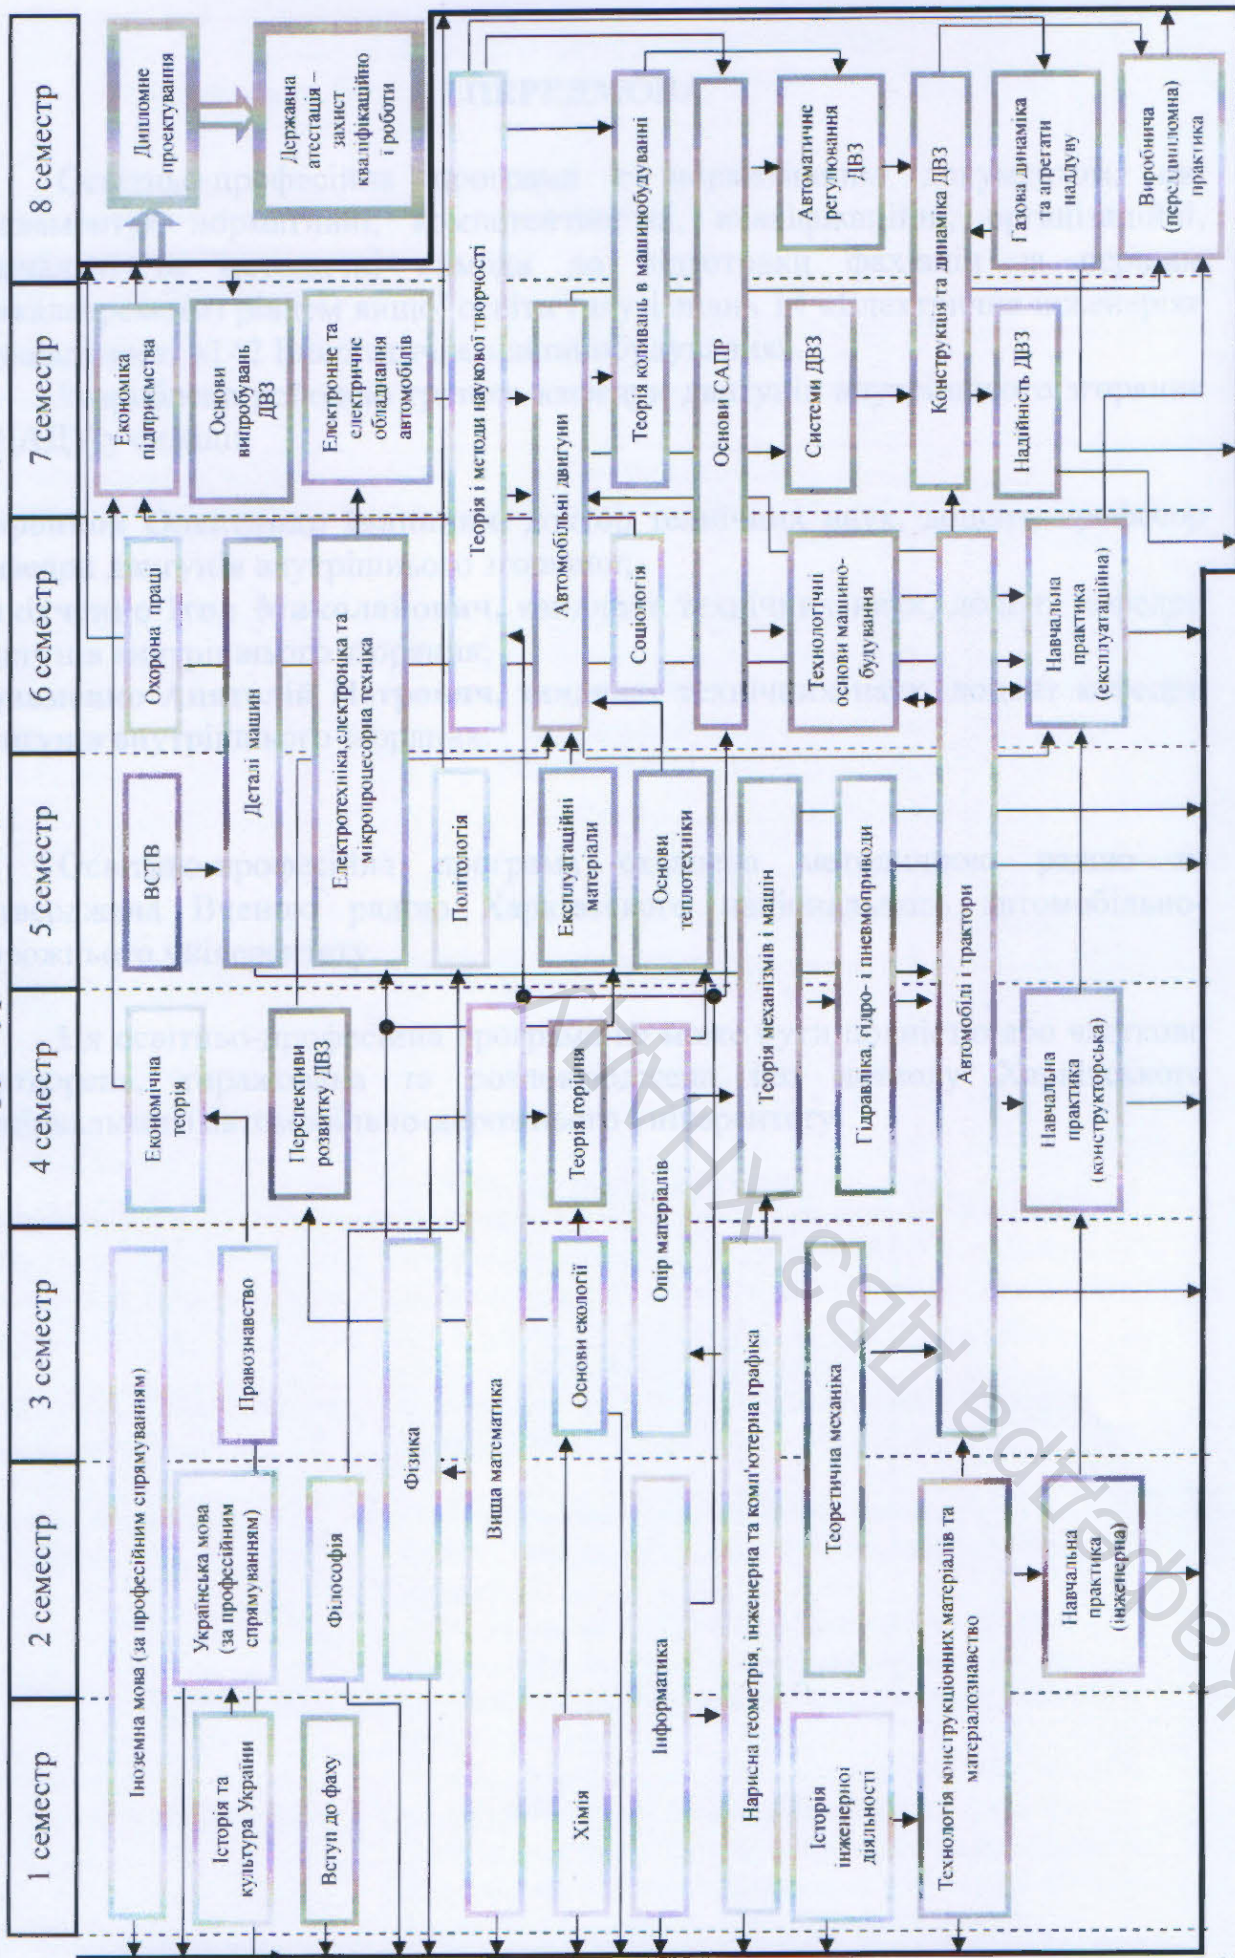 1 семестр
2 семестр
3 семестр
4 семестр
5семестр
6 семестр
7 семестр
8 семестр
Іноземна мова (за професійним спрямуванням)
Історія та
культура України
Українська мова
(за професійним
спрямуванням)
Правознавство
Економічна
теорія
ВСТВ
Охорона праці
Економіка
підприємства
Дипломне
проектування
Вступ до фаху
Філософія
Перспективи
розвитку ДВЗ
Деталі машин
Основи
випробувань
ДВЗ
Державна
атестація –
захист
кваліфікаційно
ї роботи
Фізика
Електротехніка,електроніка та
мікропроцесорна техніка
Електронне та
електричне
обладнання
автомобілів
Вища математика
Політологія
Теорія і методи наукової творчості
Хімія
Основи екології
Теорія горіння
Експлуатаційні
матеріали
Автомобільні двигуни
Інформатика
Опір матеріалів
Основи
теплотехніки
Соціологія
Теорія коливань в машинобудуванні
Нарисна геометрія, інженерна та комп'ютерна графіка
Теорія механізмів і машин
Основи САПР
Історія
інженерної
діяльності
Теоретична механіка
Гідравліка, гідро- і пневмоприводи
Технологічні
основи машино-
будування
Системи ДВЗ
Автоматичне
регулювання
ДВЗ
Технологія конструкційних матеріалів та
матеріалознавство
Автомобілі і трактори
Конструкція та динаміка ДВЗ
Надійність ДВЗ
Газова динаміка
та агрегати
наддуву
Навчальна
практика
(інженерна)
Навчальна
практика
(конструкторська)
Навчальна
практика
(експлуатаційна)
Виробнича
(переддипломна)
практика
кафедра ДВЗ ХНАДУ